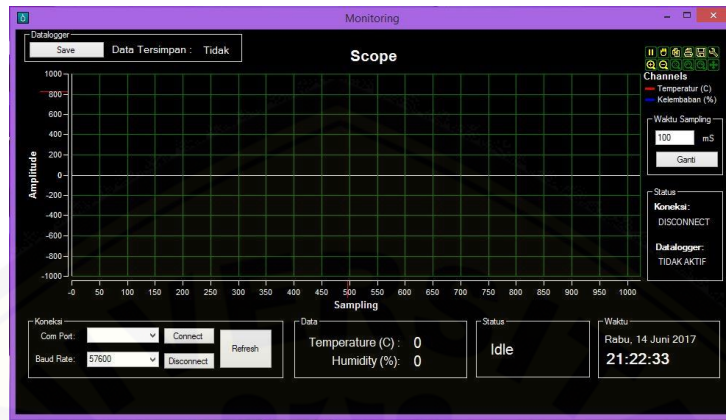 Monitoring
Datalogger
Save
Data Tersimpan : Tidak
Scope
Channels
Temperatur (C)
Kelembaban (%)
1000
800
600
400
200
0
-200
-400
-600
-800
-1000
Amplitude
-0 50 100 150 200 250 300 350 400 450 500 550 600 650 700 750 800 850 900 950 1000
Sampling
Waktu Sampling
100 mS
Ganti
Status
Koneksi:
DISCONNECT
Datalogger:
TIDAK AKTIF
Koneksi
Com Port:
Connect
Baud Rate: 57600
Disconnect
Refresh
Data
Temperature (C) : 0
Humidity (%): 0
Status
Idle
Waktu
Rabu, 14 Juni 2017
21:22:33